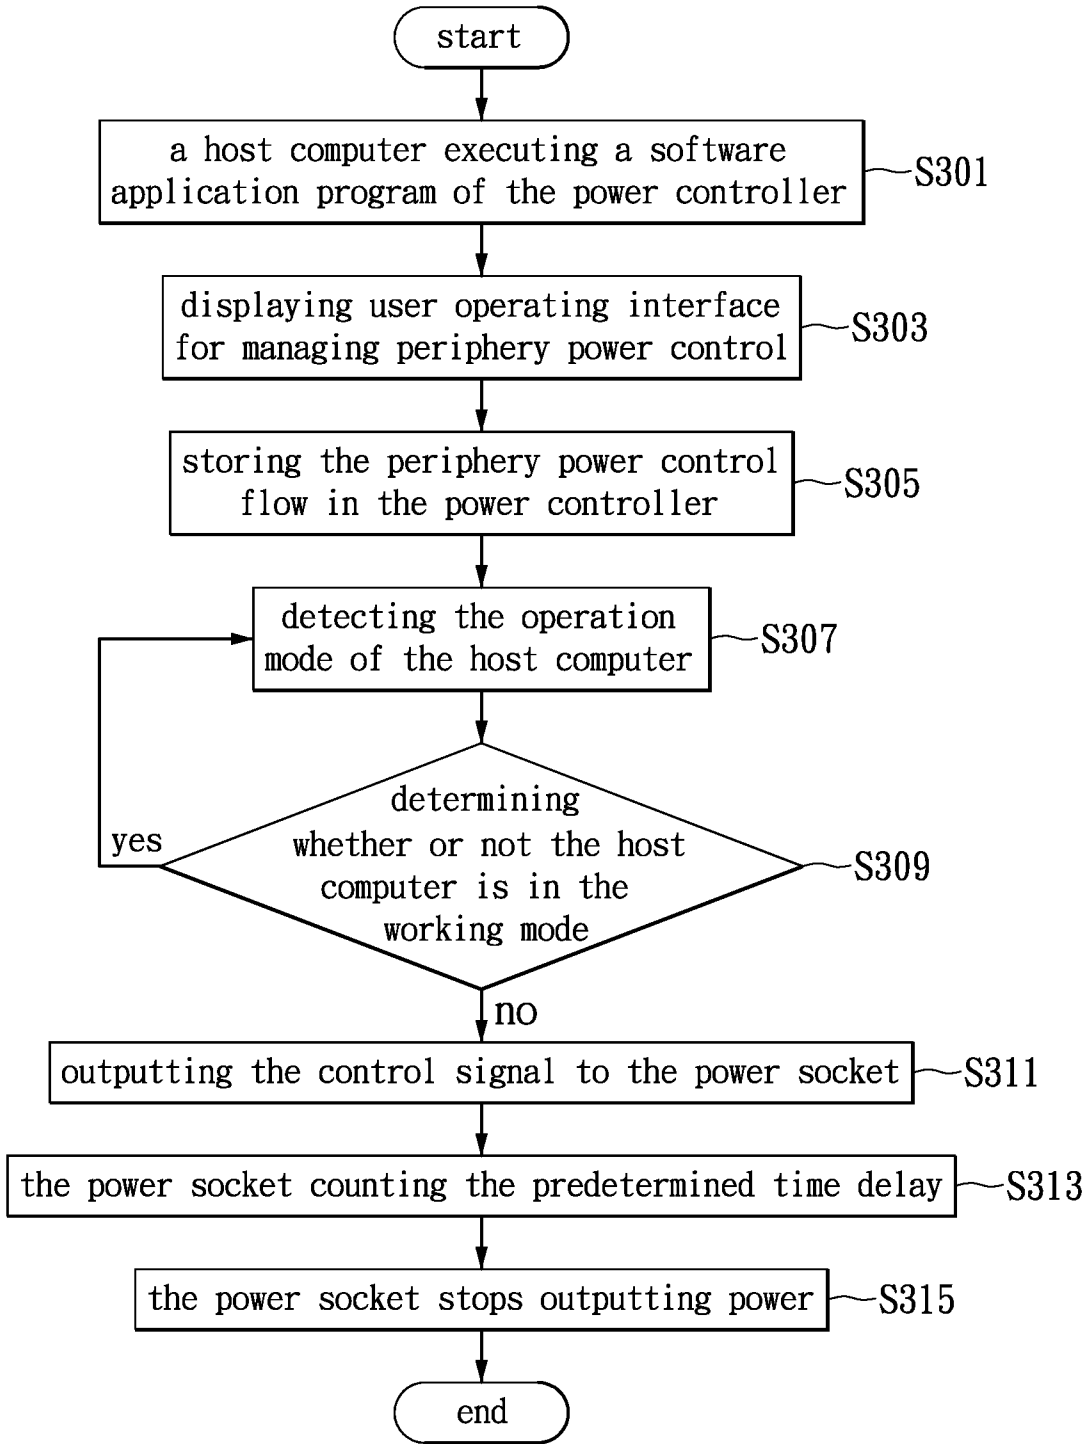 start
a host computer executing a software
application program of the power controller
S301
displaying user operating interface
for managing periphery power control
S303
storing the periphery power control
flow in the power controller
S305
detecting the operation
mode of the host computer
S307
determining
whether or not the host
computer is in the
working mode
S309
yes
no
outputting the control signal to the power socket
S311
the power socket counting the predetermined time delay
S313
the power socket stops outputting power
S315
end